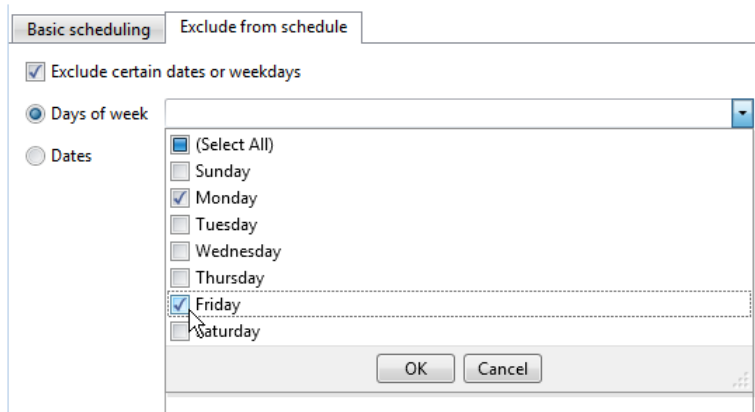 Basic scheduling Exclude from schedule
Exclude certain dates or weekdays
Days of week
Dates
(Select All)
Sunday
Monday
Tuesday
Wednesday
Thursday
Friday
Saturday
OK Cancel